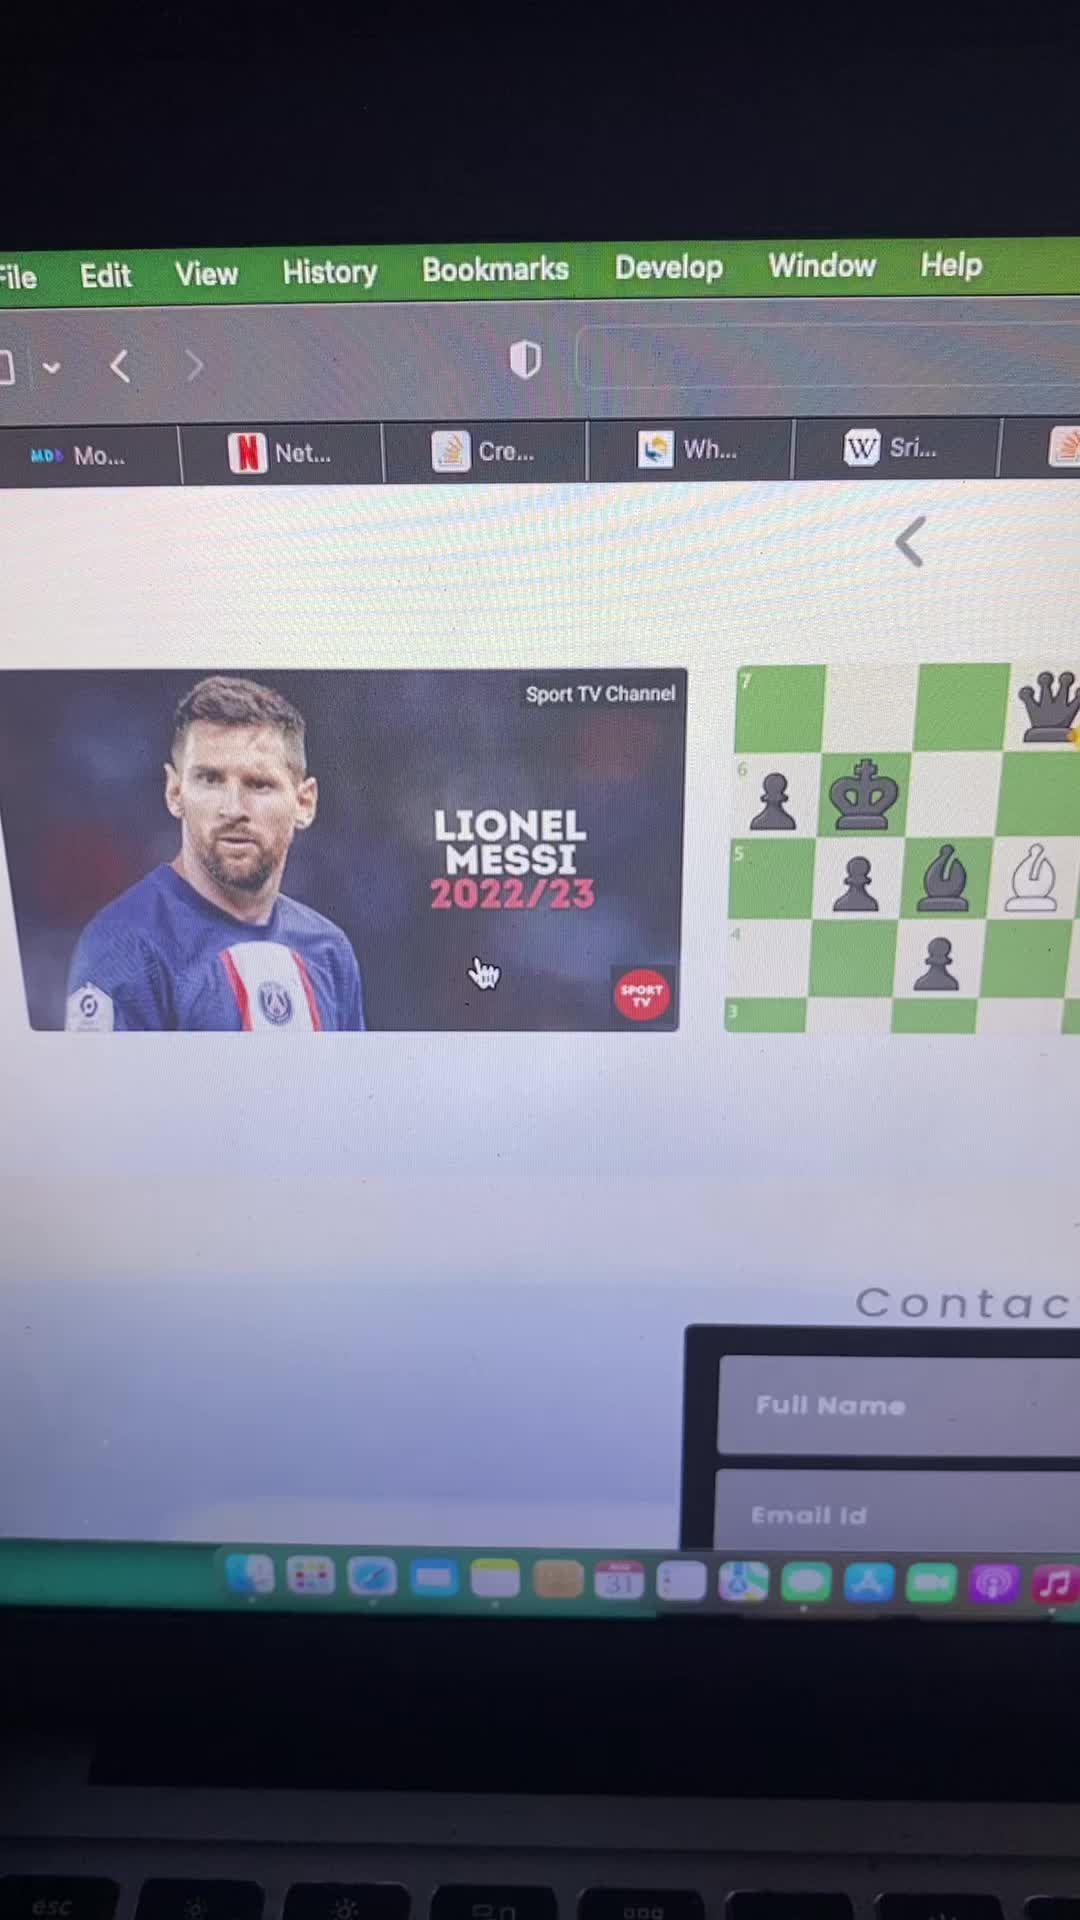 File Edit View History Bookmarks Develop Window Help
Mo... Net... Cre... Wh... Sri...
Sport TV Channel
LIONEL
MESSI
2022/23
SPORT
TV
7
6
5
4
3
Contac
Full Name
Email Id
31
esc